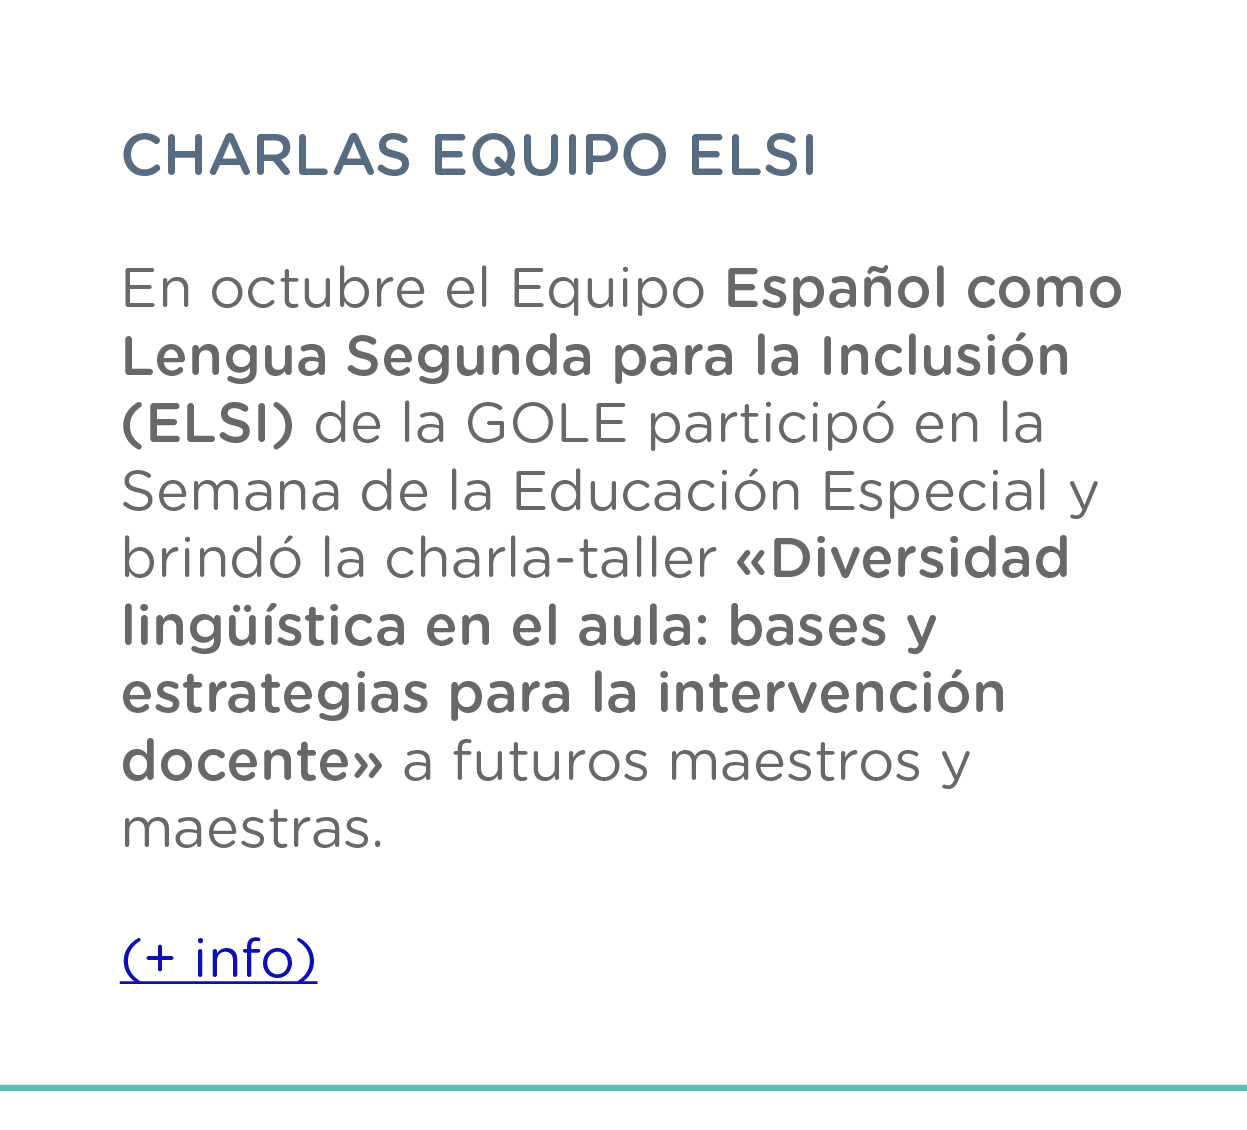 CHARLAS EQUIPO ELSI
En octubre el Equipo Español como
Lengua Segunda para la Inclusión
(ELSI) de la GOLE participó en la
Semana de la Educación Especial y
brindó la charla-taller «Diversidad
lingüística en el aula: bases y
estrategias para la intervención
docente» a futuros maestros y
maestras.
(+ info)